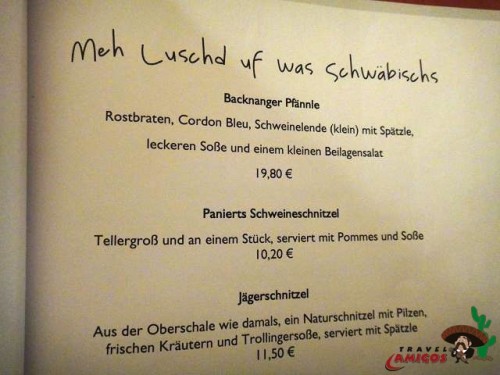 Meh Luschd uf was schwäbischs
Backnanger Pfännle
Rostbraten, Cordon Bleu, Schweinelende (klein) mit Spätzle,
leckeren Soße und einem kleinen Beilagensalat
19,80 €
Panierts Schweineschnitzel
Tellergroß und an einem Stück, serviert mit Pommes und Soße
10,20 €
Jägerschnitzel
Aus der Oberschale wie damals, ein Naturschnitzel mit Pilzen,
frischen Kräutern und Trollingersoße, serviert mit Spätzle
11,50 €
TRAVEL
AMIGOS